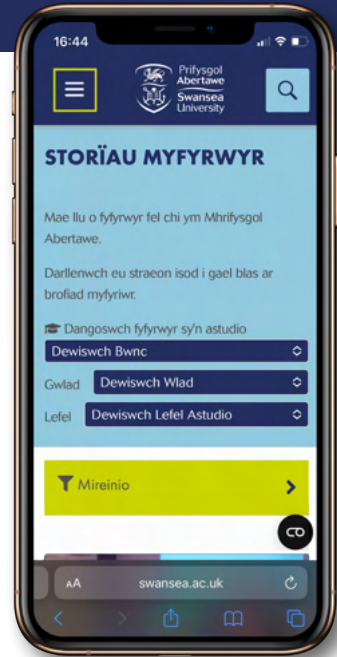 16:44
Prifysgol
Abertawe
Swansea
University
STORÏAU MYFYRWYR
Mae llu o fyfyrwyr fel chi ym Mhrifysgol
Abertawe.
Darllenwch eu straeon isod i gael blas ar
brofiad myfyriwr.
Dangoswch fyfyrwyr sy'n astudio
Dewiswch Bwnc
Gwlad Dewiswch Wlad
Lefel Dewiswch Lefel Astudio
Mireinio
AA swansea.ac.uk